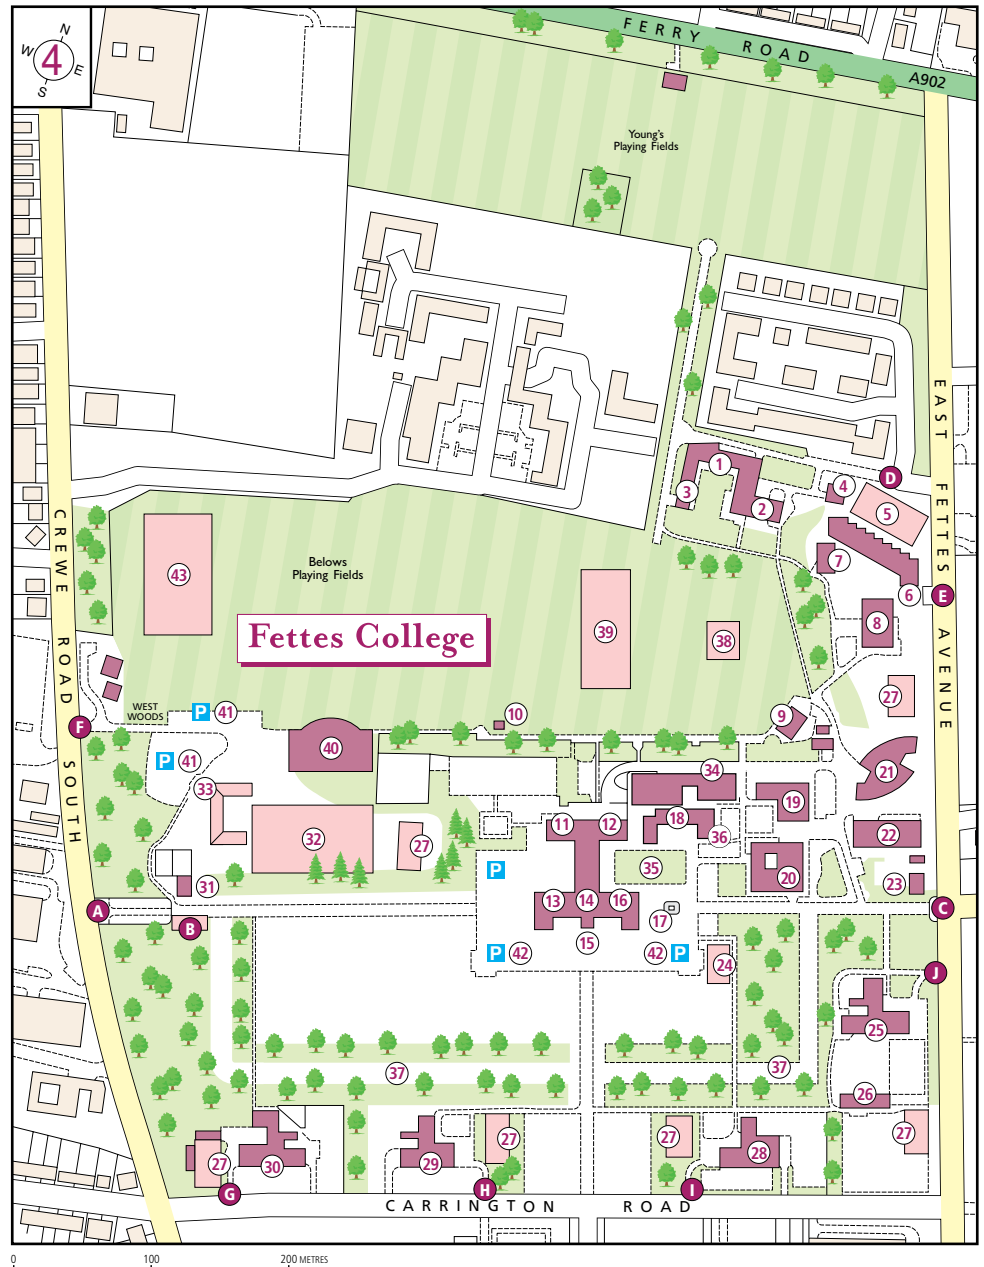 N
W 4 E
S
FERRY ROAD
A902
Young's
Playing Fields
EAST FETTES AVENUE
CREWE ROAD SOUTH
1
D
4
3
2
5
Belows
Playing Fields
7
43
6
E
39
8
Fettes College
38
27
WEST
WOODS
P 41
10
9
F
40
P 41
34
21
33
19
11
12
18
36
22
32
27
P
35
20
31
23
13
14
16
A
17
C
B
15
P 42
42 P
24
J
25
37
37
26
27
27
27
28
27
30
29
G
H
I
CARRINGTON ROAD
0
100
200 METRES